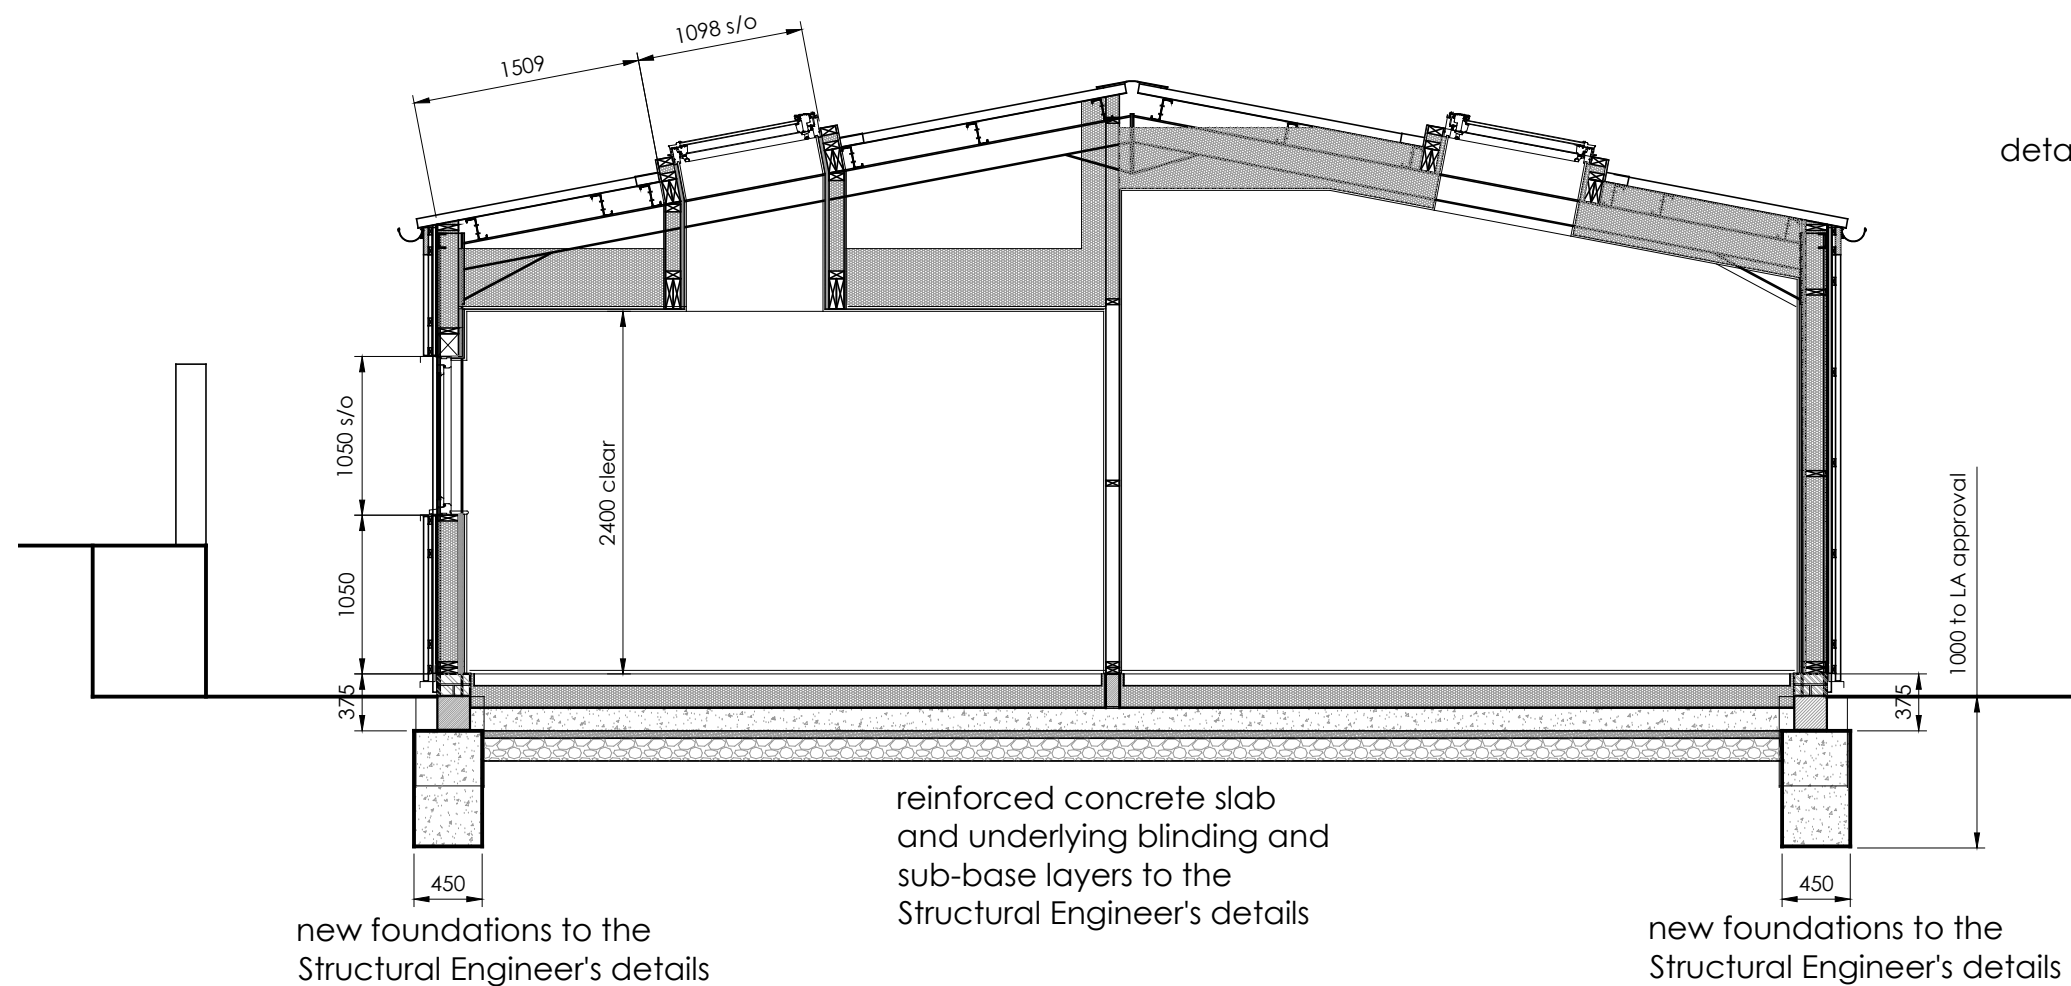 1098 s/o
1509
deta
1050 s/o
2400 clear
1000 to LA approval
1050
375
375
reinforced concrete slab
and underlying blinding and
sub-base layers to the
Structural Engineer's details
450
450
new foundations to the
Structural Engineer's details
new foundations to the
Structural Engineer's details